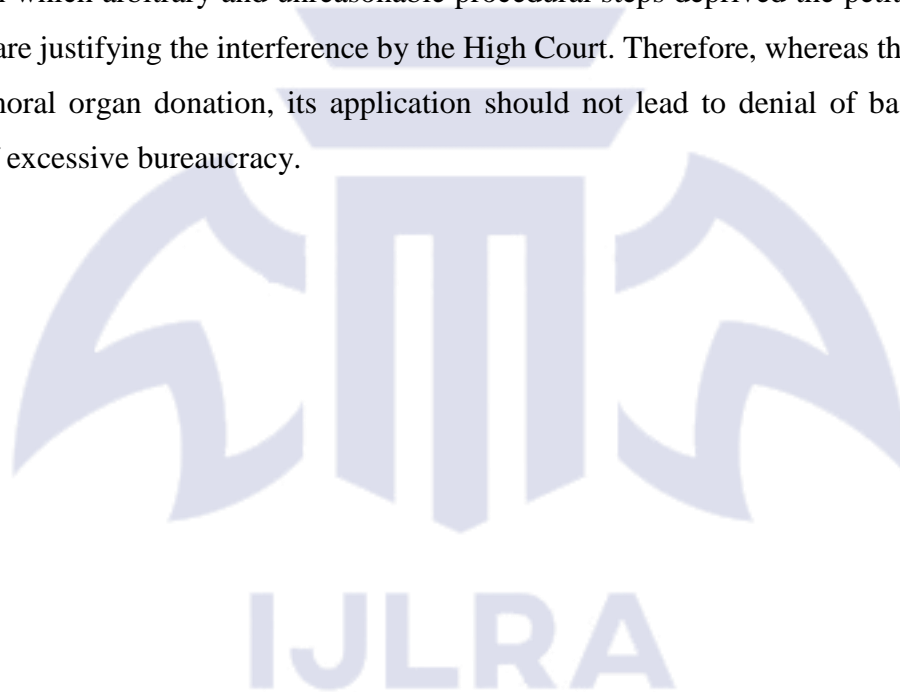 which arbitrary and unreasonable procedural steps deprived the petit
are justifying the interference by the High Court. Therefore, whereas th
oral organ donation, its application should not lead to denial of ba
excessive bureaucracy.
IJLRA